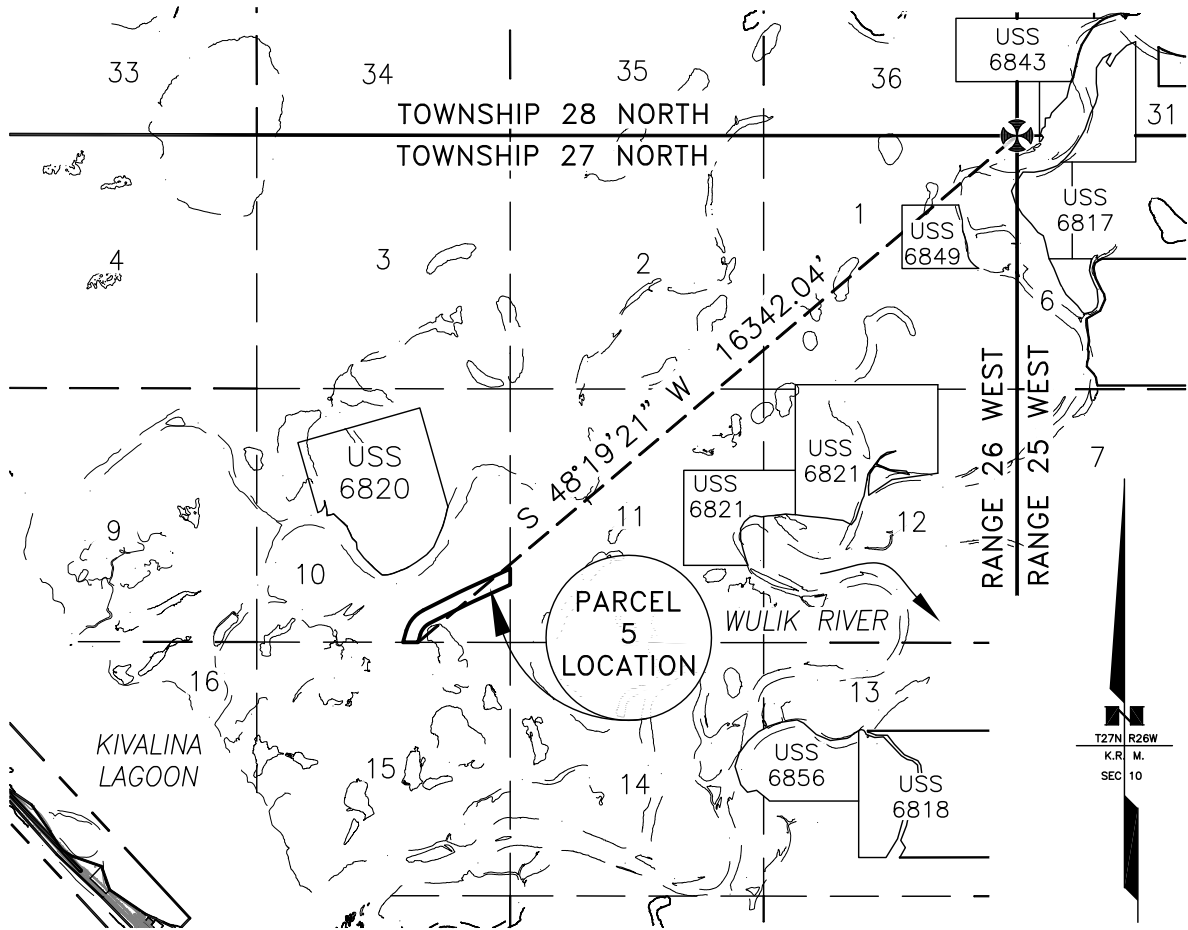 33
34
35
36
USS
6843
31
TOWNSHIP 28 NORTH
TOWNSHIP 27 NORTH
4
3
2
1
USS
6849
USS
6817
6
16342.04'
S 48°19'21" W
RANGE 26 WEST
RANGE 25 WEST
USS
6820
USS
6821
USS
6821
7
9
10
11
12
PARCEL
5
LOCATION
WULIK RIVER
16
15
14
13
KIVALINA
LAGOON
USS
6856
USS
6818
N
T27N R26W
K.R. M.
SEC 10